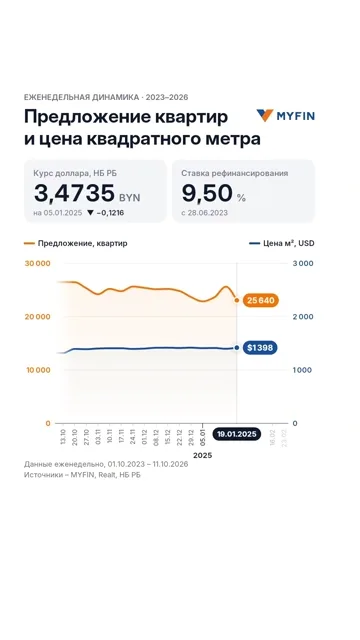 ЕЖЕНЕДЕЛЬНАЯ ДИНАМИКА · 2023–2026
Предложение квартир
и цена квадратного метра
MYFIN
Курс доллара, НБ РБ
3,4735 BYN
на 05.01.2025 ▼ −0,1216
Ставка рефинансирования
9,50 %
с 28.06.2023
Предложение, квартир
Цена м², USD
30 000
3 000
25 640
20 000
2 000
$1 398
10 000
1 000
0
0
13.10 20.10 27.10 03.11 10.11 17.11 24.11 01.12 08.12 15.12 22.12 29.12 05.01 19.01.2025 16.02
2025
Данные еженедельно, 01.10.2023 – 11.10.2026
Источники – MYFIN, Realt, НБ РБ